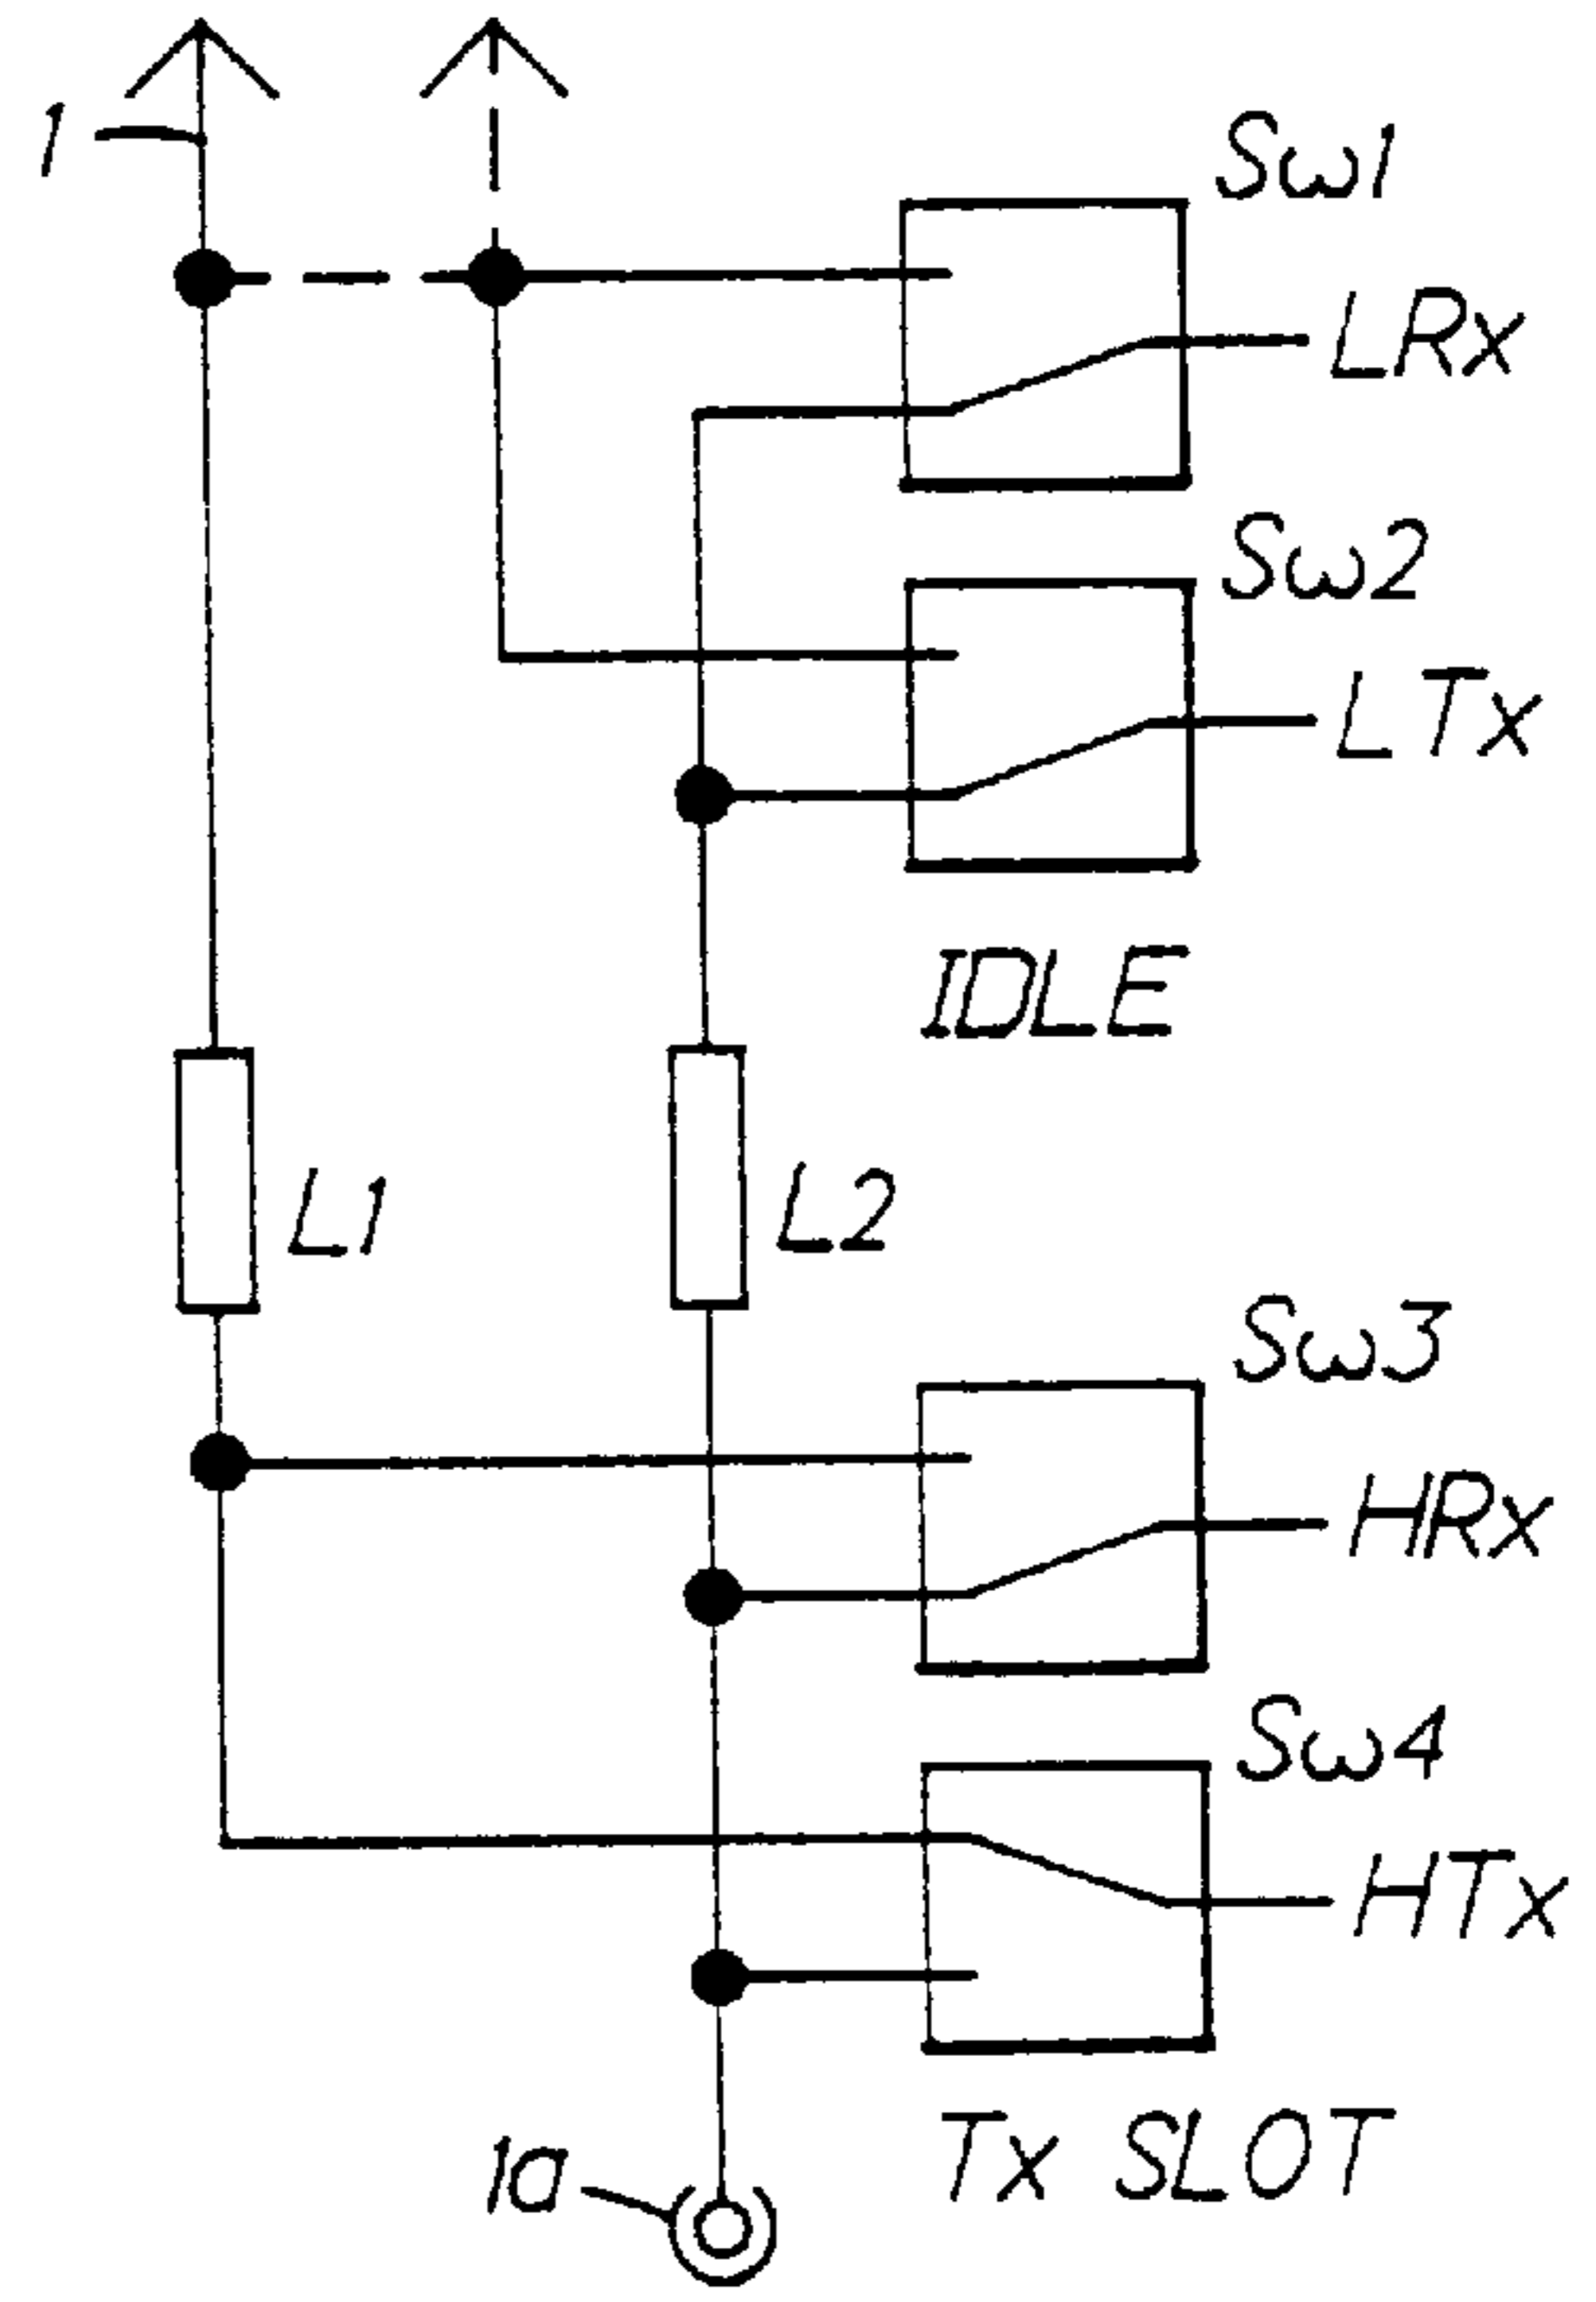 1
Sw1
LRx
Sw2
LTx
IDLE
L1
L2
Sw3
HRx
Sw4
HTx
Tx SLOT
1a